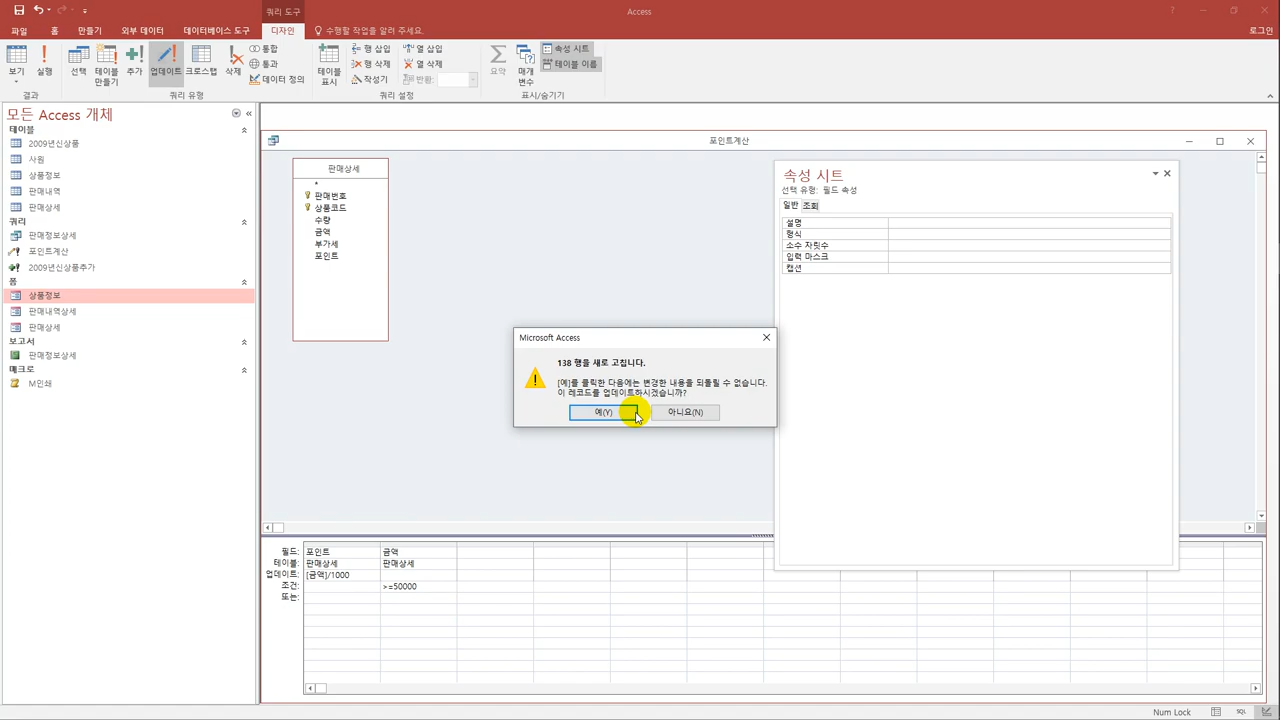 쿼리 도구
Access
파일
홈
만들기
외부 데이터
데이터베이스 도구
디자인
수행할 작업을 알려 주세요.
로그인
보기
실행
선택
테이블
만들기
추가
업데이트
크로스탭
삭제
통합
통과
데이터 정의
테이블
표시
행 삽입
행 삭제
작성기
열 삽입
열 삭제
반환:
요약
매개
변수
속성 시트
테이블 이름
결과
쿼리 유형
쿼리 설정
표시/숨기기
모든 Access 개체
테이블
2009년신상품
사원
상품정보
판매내역
판매상세
쿼리
판매정보상세
포인트계산
2009년신상품추가
폼
상품정보
판매내역상세
판매상세
보고서
판매정보상세
매크로
M인쇄
포인트계산
판매상세
*
판매번호
상품코드
수량
금액
부가세
포인트
속성 시트
선택 유형: 필드 속성
일반 조회
설명
형식
소수 자릿수
입력 마스크
캡션
Microsoft Access
138 행을 새로 고칩니다.
[예]를 클릭한 다음에는 변경한 내용을 되돌릴 수 없습니다.
이 레코드를 업데이트하시겠습니까?
예(Y)
아니요(N)
필드: 포인트 금액
테이블: 판매상세 판매상세
업데이트: [금액]/1000
조건: >=50000
또는:
Num Lock
SQL